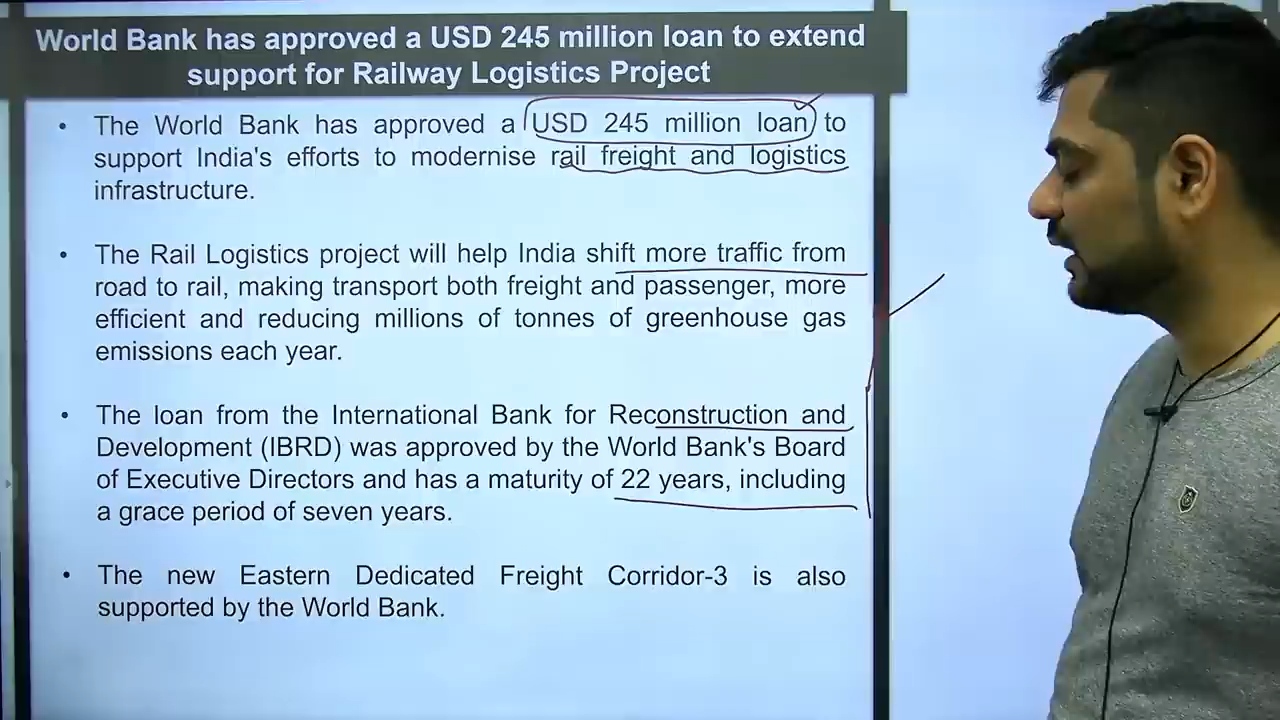 World Bank has approved a USD 245 million loan to extend
support for Railway Logistics Project
• The World Bank has approved a USD 245 million loan to
support India's efforts to modernise rail freight and logistics
infrastructure.
• The Rail Logistics project will help India shift more traffic from
road to rail, making transport both freight and passenger, more
efficient and reducing millions of tonnes of greenhouse gas
emissions each year.
• The loan from the International Bank for Reconstruction and
Development (IBRD) was approved by the World Bank's Board
of Executive Directors and has a maturity of 22 years, including
a grace period of seven years.
• The new Eastern Dedicated Freight Corridor-3 is also
supported by the World Bank.